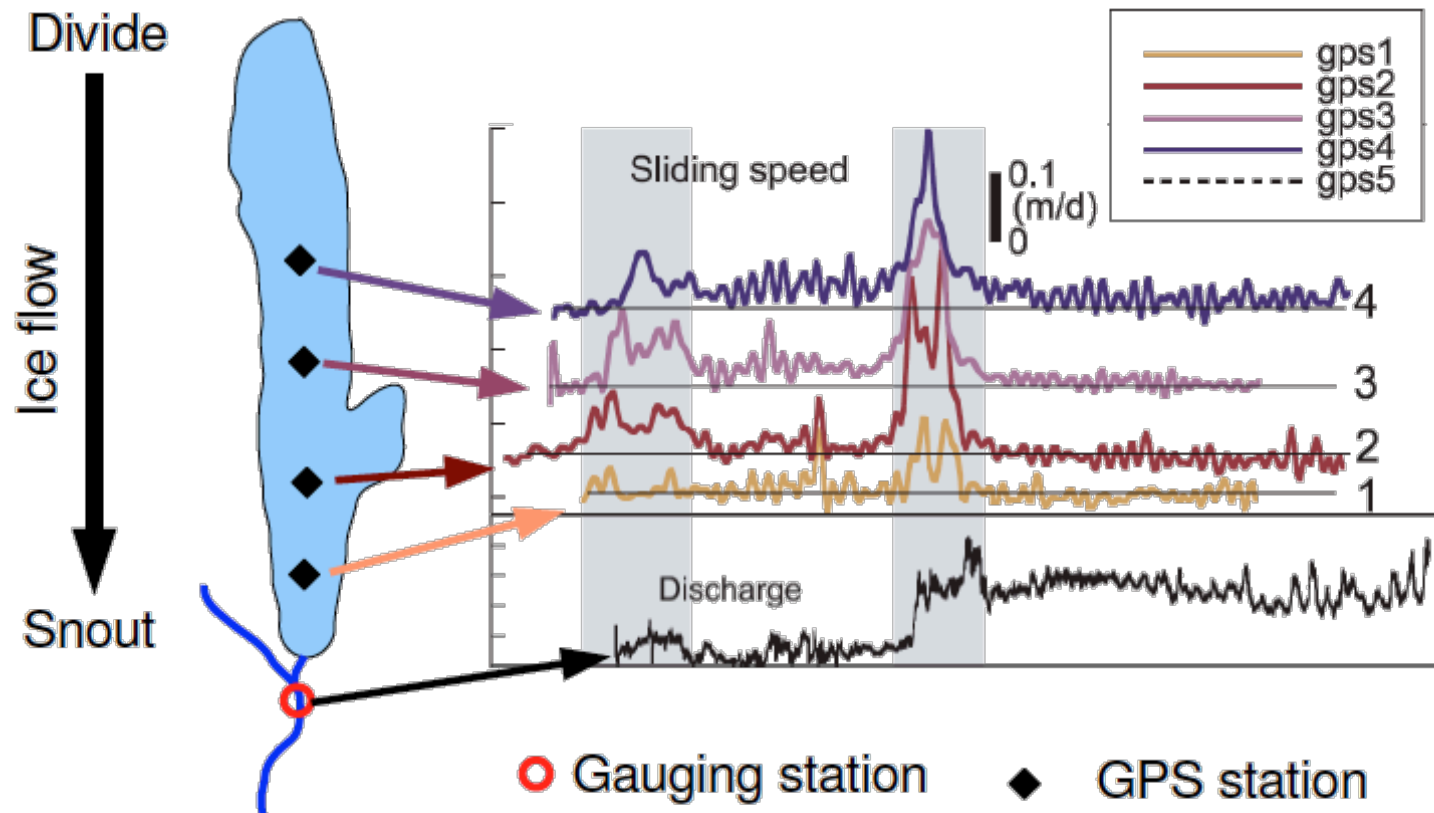 Divide
Ice flow
Snout
gps1
gps2
gps3
gps4
gps5
Sliding speed
0.1
(m/d)
0
4
3
2
1
Discharge
Gauging station
GPS station